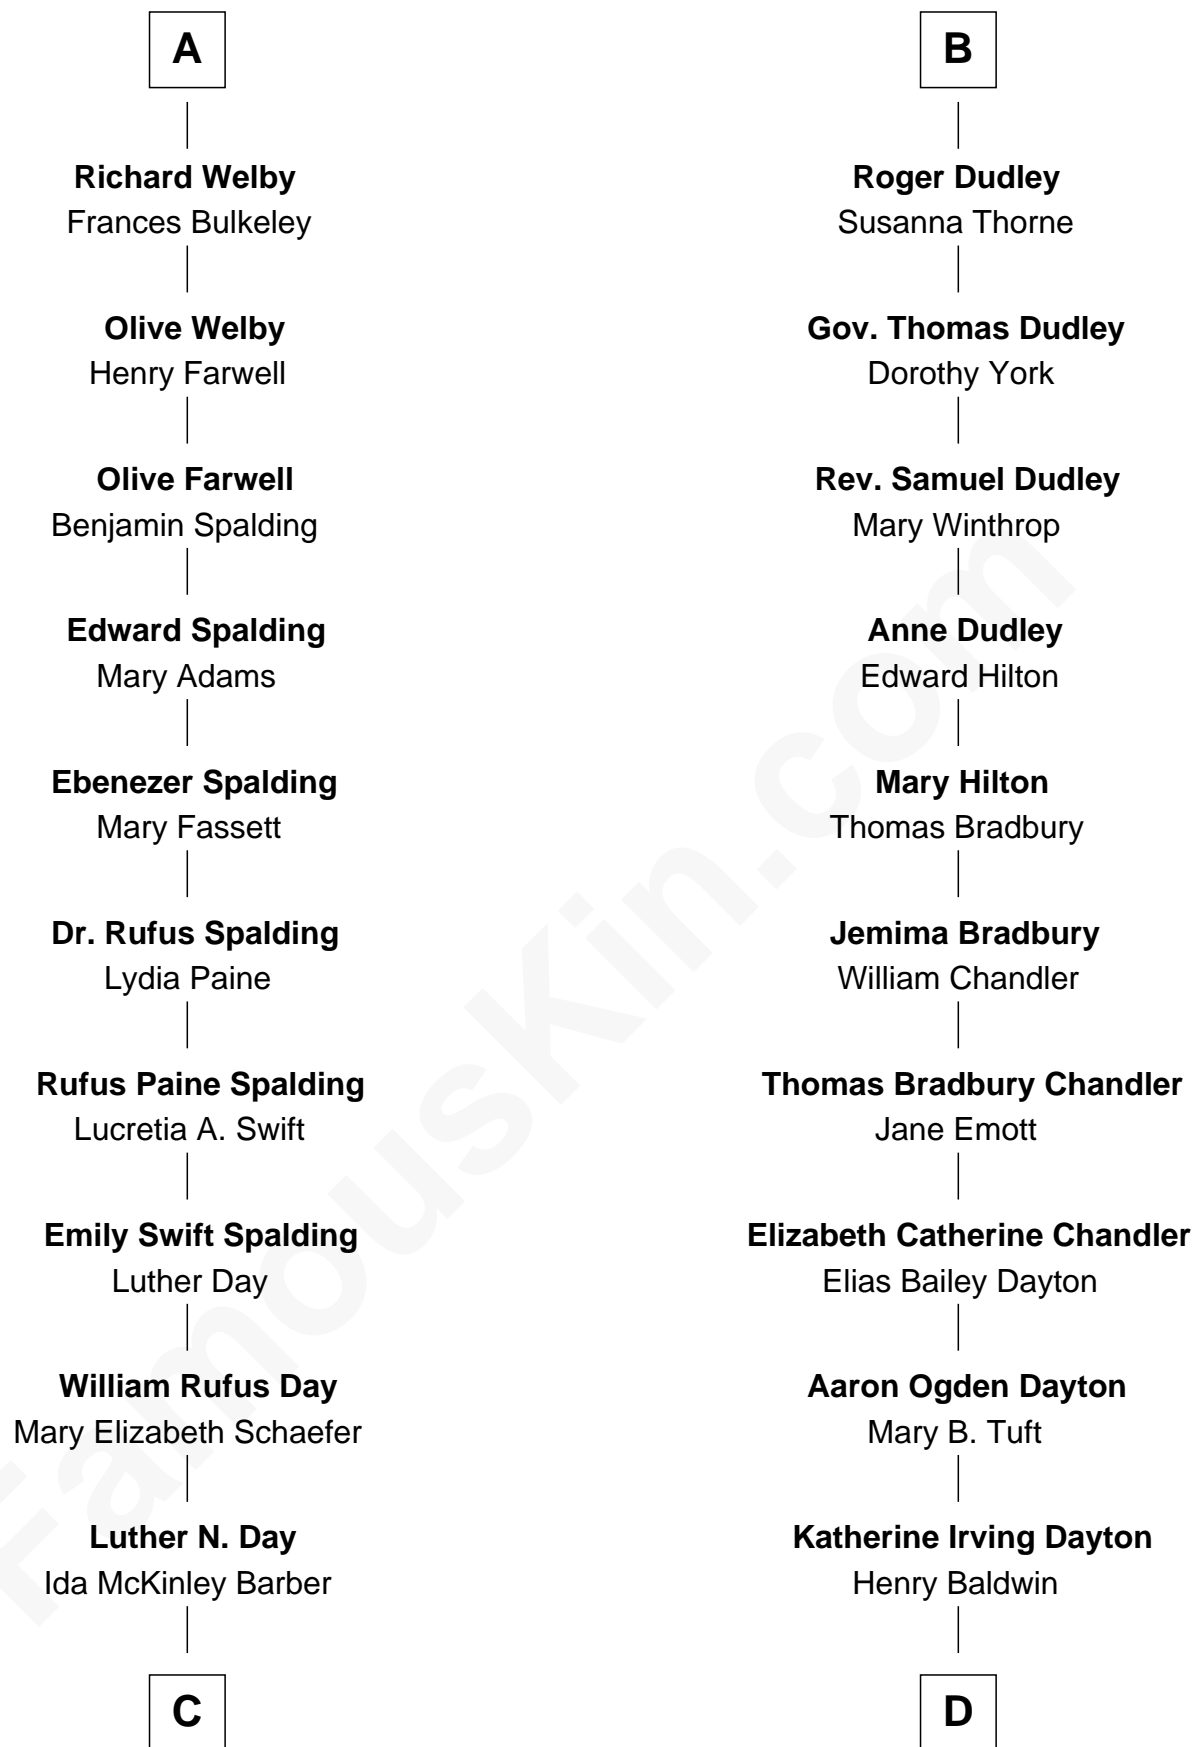 A
Richard Welby
Frances Bulkeley
Olive Welby
Henry Farwell
Olive Farwell
Benjamin Spalding
Edward Spalding
Mary Adams
Ebenezer Spalding
Mary Fassett
Dr. Rufus Spalding
Lydia Paine
Rufus Paine Spalding
Lucretia A. Swift
Emily Swift Spalding
Luther Day
William Rufus Day
Mary Elizabeth Schaefer
Luther N. Day
Ida McKinley Barber
C
B
Roger Dudley
Susanna Thorne
Gov. Thomas Dudley
Dorothy York
Rev. Samuel Dudley
Mary Winthrop
Anne Dudley
Edward Hilton
Mary Hilton
Thomas Bradbury
Jemima Bradbury
William Chandler
Thomas Bradbury Chandler
Jane Emott
Elizabeth Catherine Chandler
Elias Bailey Dayton
Aaron Ogden Dayton
Mary B. Tuft
Katherine Irving Dayton
Henry Baldwin
D
FamousKin.com